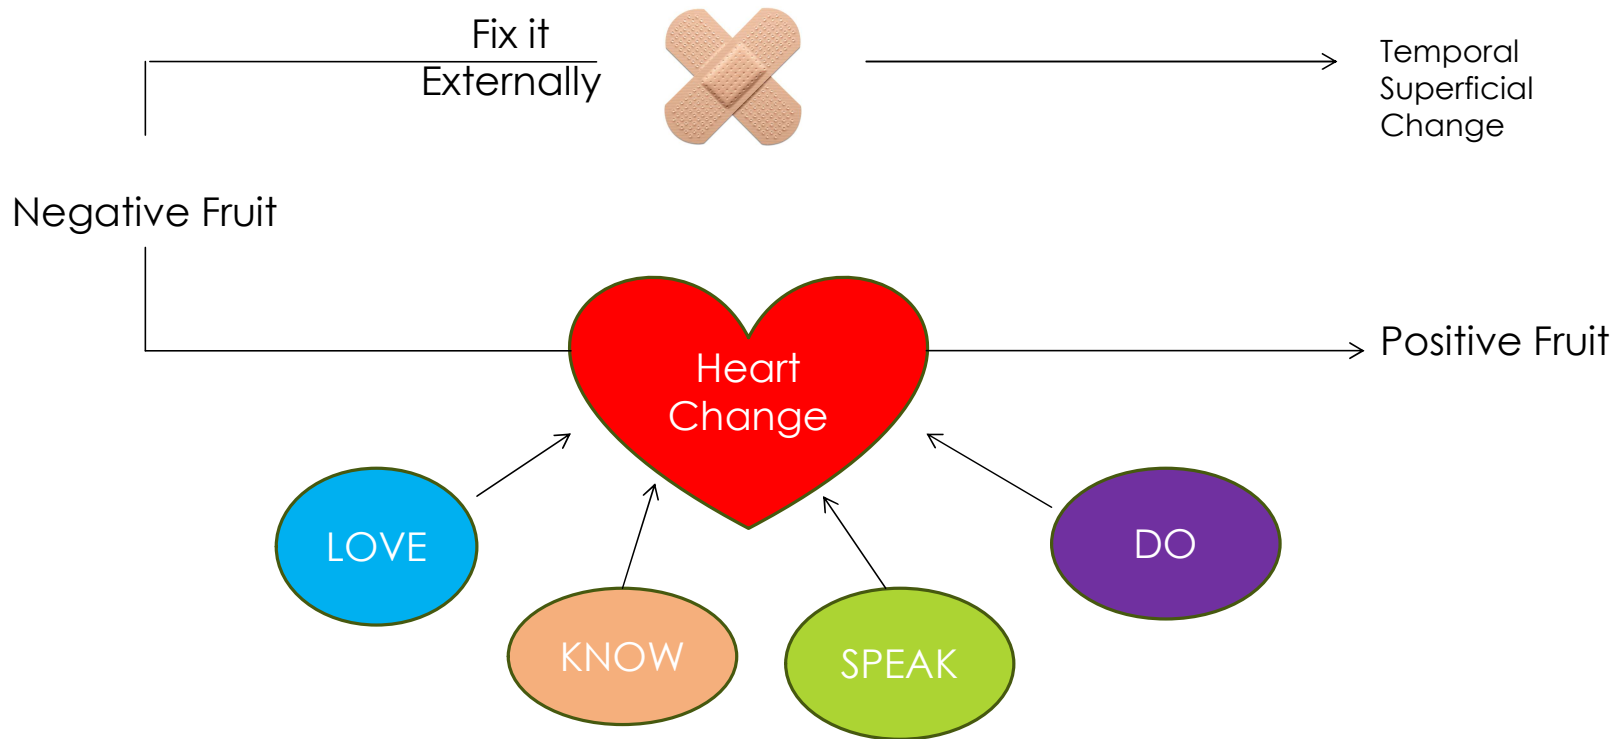 Fix it
Externally
Temporal
Superficial
Change
Negative Fruit
Heart
Change
Positive Fruit
LOVE
KNOW
SPEAK
DO